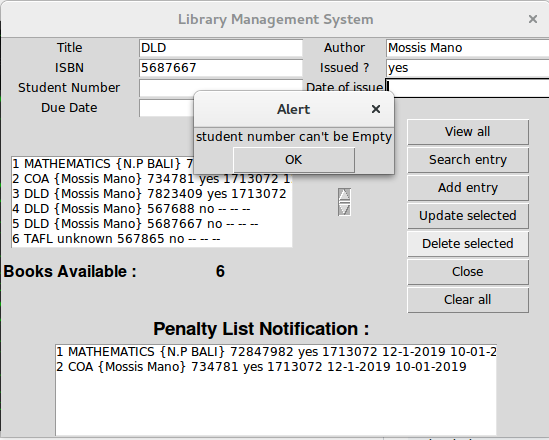 Library Management System
Title DLD Author Mossis Mano
ISBN 5687667 Issued ? yes
Student Number Date of issue
Due Date
Alert
student number can't be Empty
OK
View all
Search entry
Add entry
Update selected
Delete selected
Close
Clear all
1 MATHEMATICS {N.P BALI} 7
2 COA {Mossis Mano} 734781 yes 1713072 1
3 DLD {Mossis Mano} 7823409 yes 1713072
4 DLD {Mossis Mano} 567688 no -- -- --
5 DLD {Mossis Mano} 5687667 no -- -- --
6 TAFL unknown 567865 no -- -- --
Books Available : 6
Penalty List Notification :
1 MATHEMATICS {N.P BALI} 72847982 yes 1713072 12-1-2019 10-01-2
2 COA {Mossis Mano} 734781 yes 1713072 12-1-2019 10-01-2019